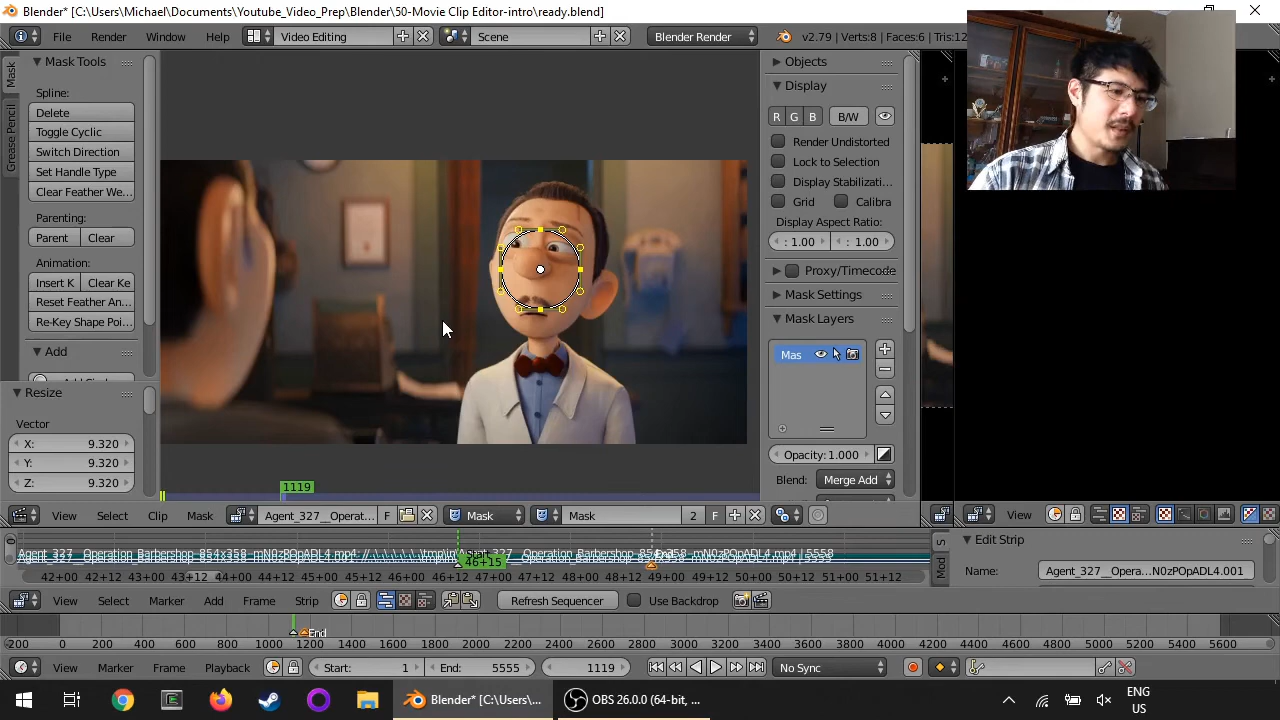 Blender* [C:\Users\Michael\Documents\Youtube_Video_Prep\Blender\50-Movie Clip Editor-intro\ready.blend]
File Render Window Help Video Editing Scene Blender Render v2.79 | Verts:8 | Faces:6 | Tris:12
Mask
Grease Pencil
Mask Tools
Spline:
Delete
Toggle Cyclic
Switch Direction
Set Handle Type
Clear Feather We...
Parenting:
Parent Clear
Animation:
Insert K Clear Ke
Reset Feather An...
Re-Key Shape Poi...
Add
Resize
Vector
X: 9.320
Y: 9.320
Z: 9.320
1119
Objects
Display
R G B B/W
Render Undistorted
Lock to Selection
Display Stabilizati...
Grid Calibra
Display Aspect Ratio:
: 1.00 : 1.00
Proxy/Timecode
Mask Settings
Mask Layers
Mas
Opacity: 1.000
Blend: Merge Add
View Select Clip Mask Agent_327__Operat... F Mask Mask 2 F View
46+15
End
42+00 42+12 43+00 43+12 44+00 44+12 45+00 45+12 46+00 47+00 47+12 48+00 48+12 49+00 49+12 50+00 50+12 51+00 51+12
Edit Strip
Name: Agent_327__Opera...N0zPOpADL4.001
S
Mod
View Select Marker Add Frame Strip Refresh Sequencer Use Backdrop
End
-200 0 200 400 600 800 1000 1200 1400 1600 1800 2000 2200 2400 2600 2800 3000 3200 3400 3600 3800 4000 4200 4400 4600 4800 5000 5200 5400 5600
View Marker Frame Playback Start: 1 End: 5555 1119 No Sync
Blender* [C:\Users\... OBS 26.0.0 (64-bit, ... ENG
US